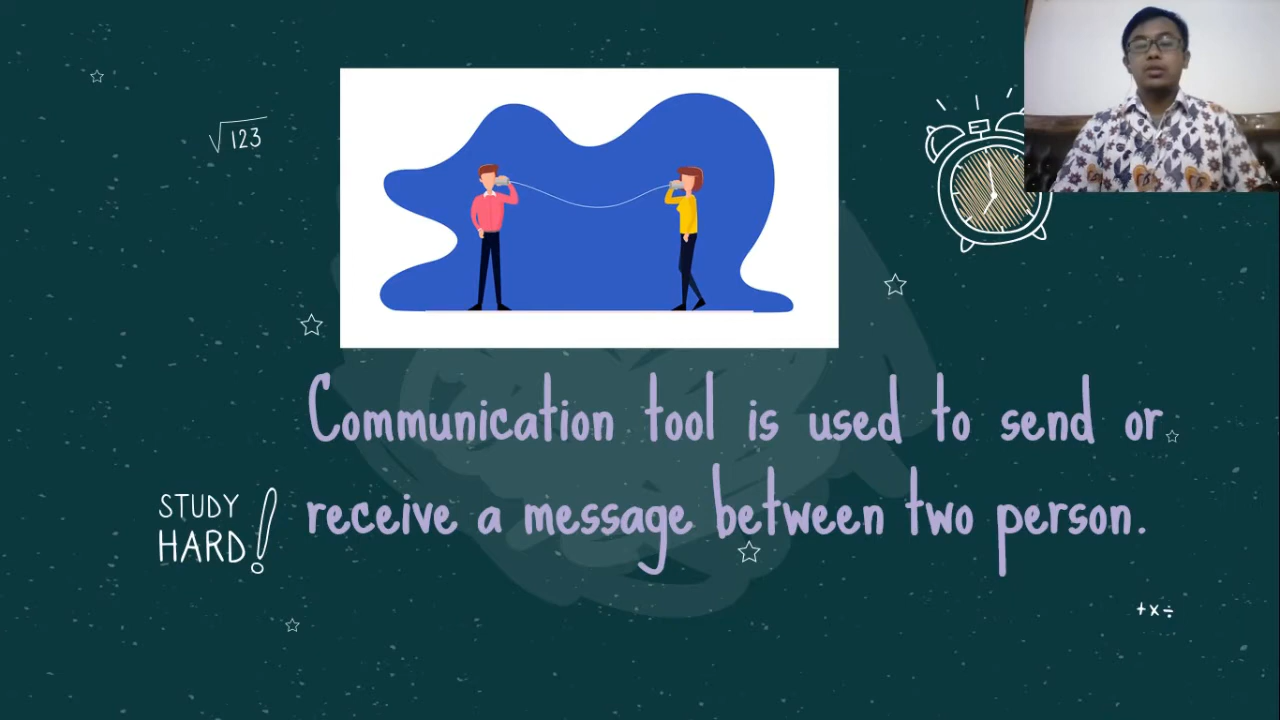 √123
Communication tool is used to send or
receive a message between two person.
STUDY
HARD!
+x÷